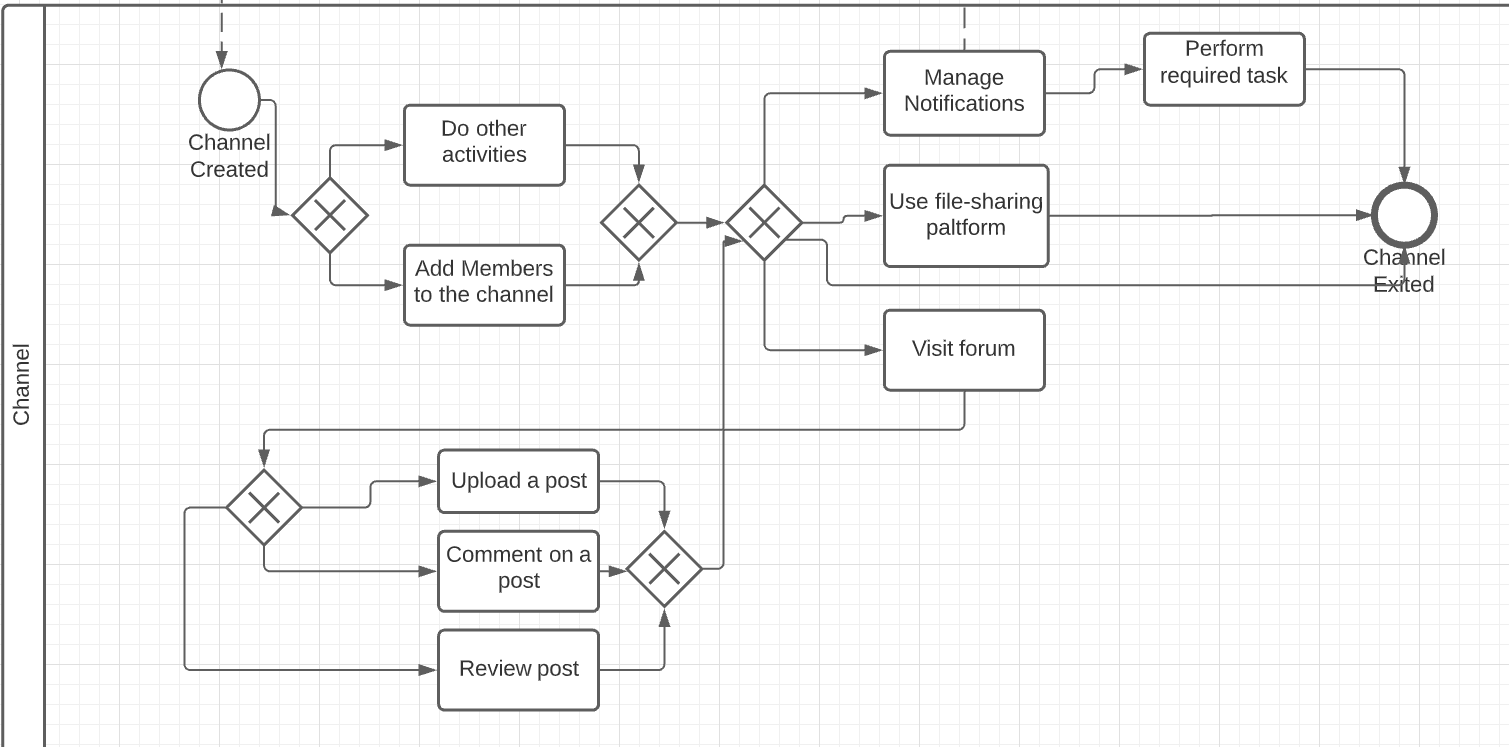 Channel
Channel
Created
Do other
activities
Add Members
to the channel
Manage
Notifications
Perform
required task
Use file-sharing
paltform
Channel
Exited
Visit forum
Upload a post
Comment on a
post
Review post